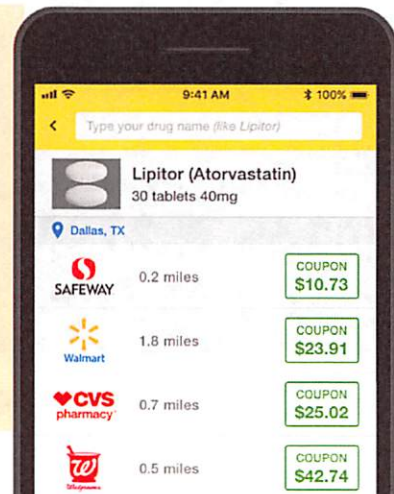 9:41 AM 100%
Type your drug name (like Lipitor)
Lipitor (Atorvastatin)
30 tablets 40mg
Dallas, TX
SAFEWAY 0.2 miles COUPON $10.73
Walmart 1.8 miles COUPON $23.91
CVS pharmacy 0.7 miles COUPON $25.02
Walgreens 0.5 miles COUPON $42.74